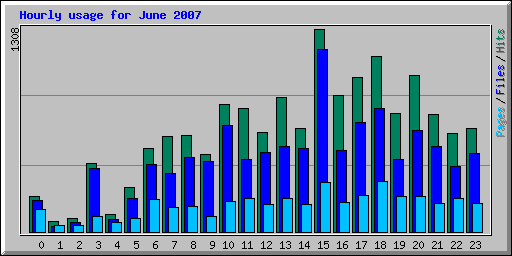 Hourly usage for June 2007
1308
Pages/Files/Hits
0 1 2 3 4 5 6 7 8 9 10 11 12 13 14 15 16 17 18 19 20 21 22 23